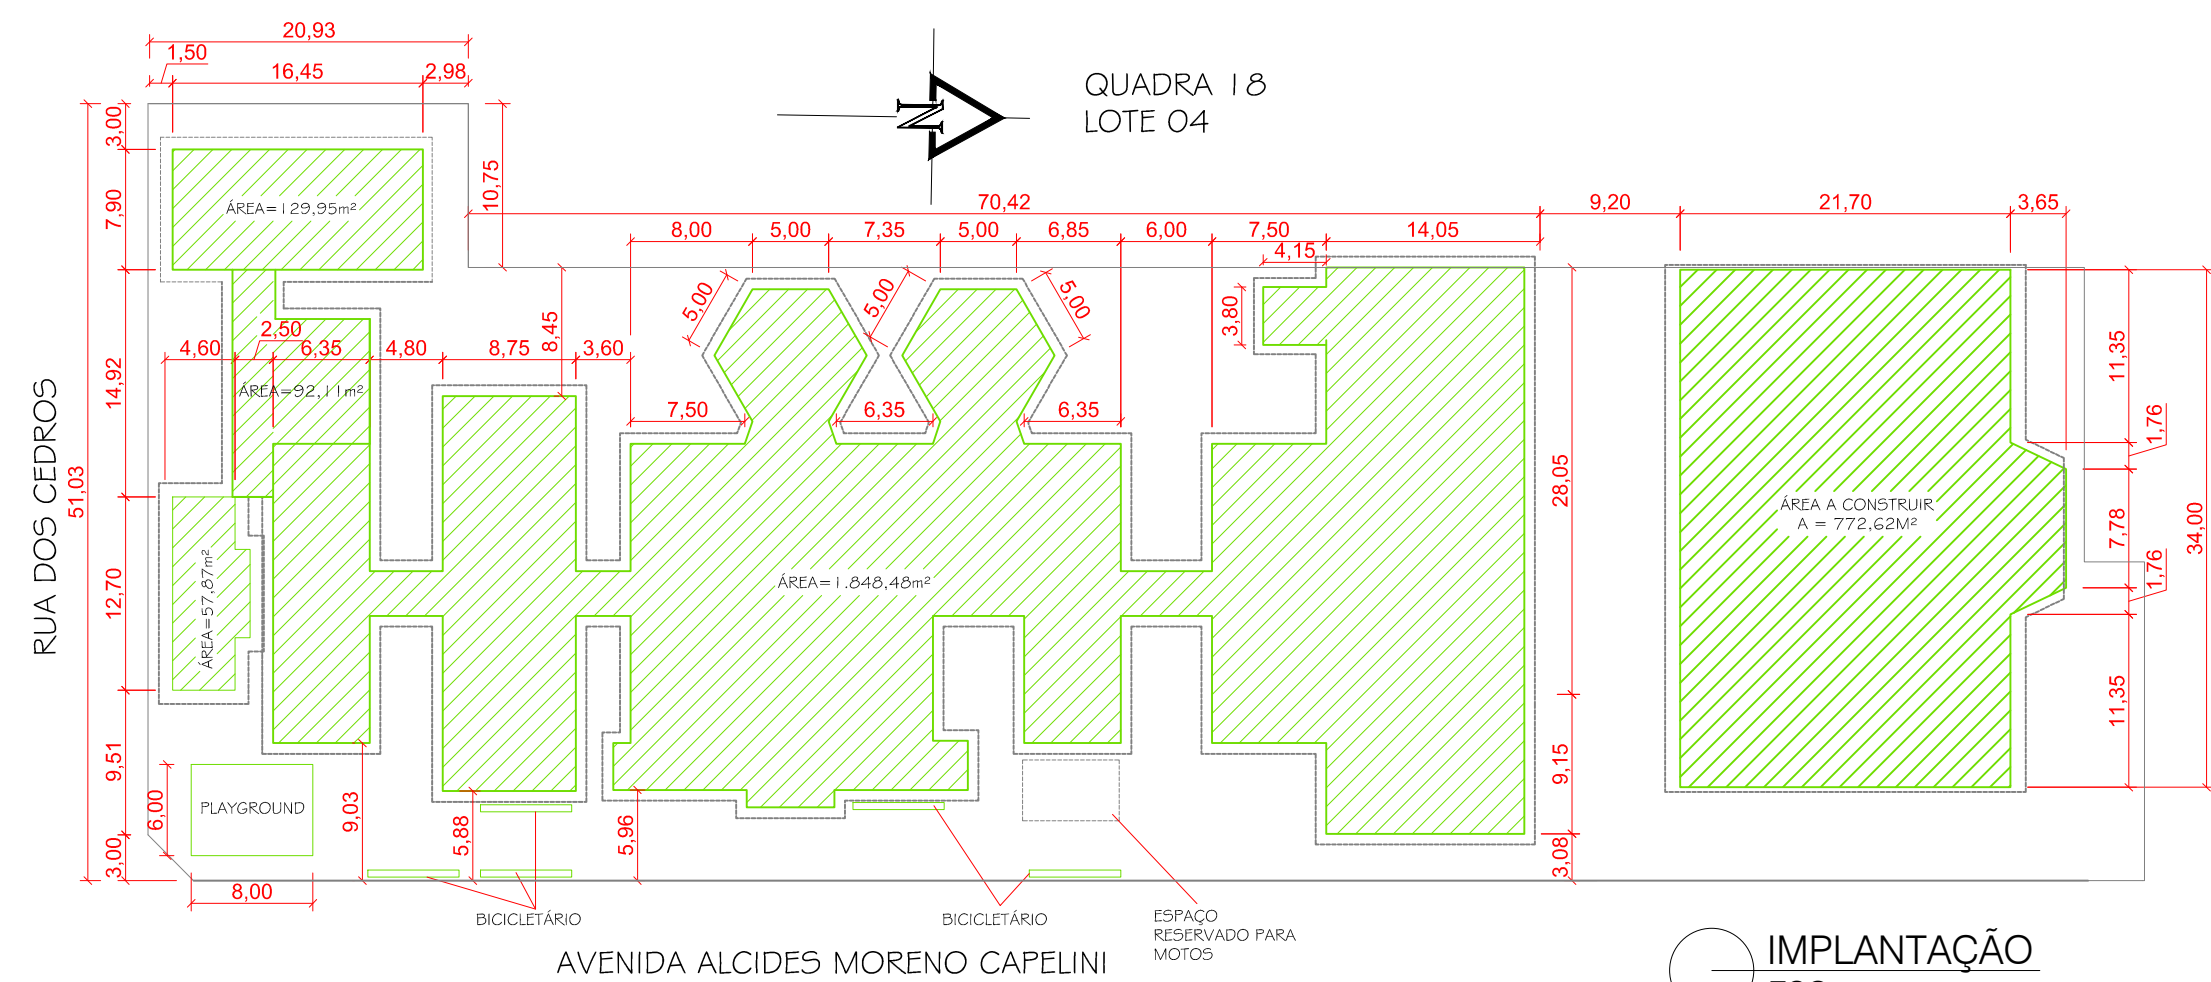 20,93
1,50
16,45
2,98
3,00
10,75
7,90
ÁREA=129,95m²
N
QUADRA 18
LOTE 04
70,42
9,20
21,70
3,65
8,00
5,00
7,35
5,00
6,85
6,00
7,50
14,05
4,15
5,00
5,00
5,00
3,80
8,45
2,50
4,60
6,35
4,80
8,75
3,60
14,92
ÁREA=92,11m²
7,50
6,35
6,35
11,35
1,76
RUA DOS CEDROS
51,03
28,05
ÁREA A CONSTRUIR
A = 772,62M²
7,78
34,00
1,76
12,70
ÁREA=57,87m²
ÁREA=1.848,48m²
11,35
9,51
9,15
6,00
PLAYGROUND
9,03
5,88
5,96
3,00
3,08
8,00
BICICLETÁRIO
BICICLETÁRIO
ESPAÇO
RESERVADO PARA
MOTOS
AVENIDA ALCIDES MORENO CAPELINI
IMPLANTAÇÃO